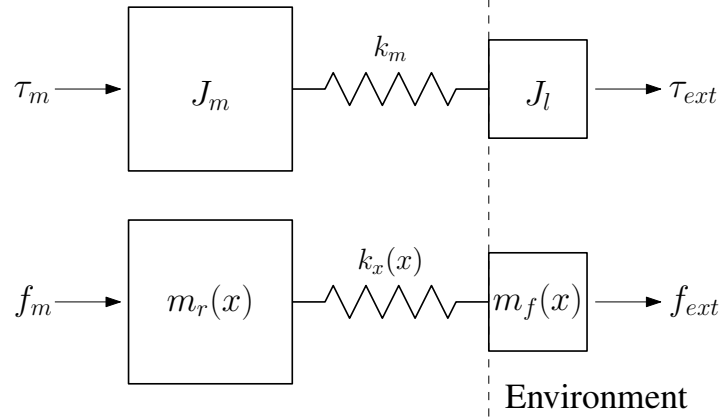 k_m
τ_m J_m J_l τ_ext
k_x(x)
f_m m_r(x) m_f(x) f_ext
Environment